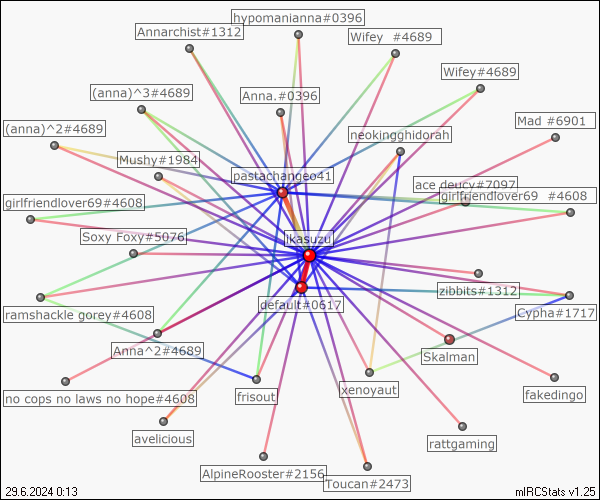 hypomanianna#0396
Annarchist#1312
Wifey #4689
Wifey#4689
(anna)^3#4689
Anna.#0396
Mad #6901
(anna)^2#4689
neokingghidorah
Mushy#1984
pastachangeo41
ace deucy#7097
girlfriendlover69#4608
girlfriendlover69 #4608
Soxy Foxy#5076
ikasuzu
zibbits#1312
default#0617
ramshackle gorey#4608
Cypha#1717
Anna^2#4689
Skalman
no cops no laws no hope#4608
frisout
xenoyaut
fakedingo
avelicious
rattgaming
AlpineRooster#2156
Toucan#2473
29.6.2024 0:13
mIRCStats v1.25